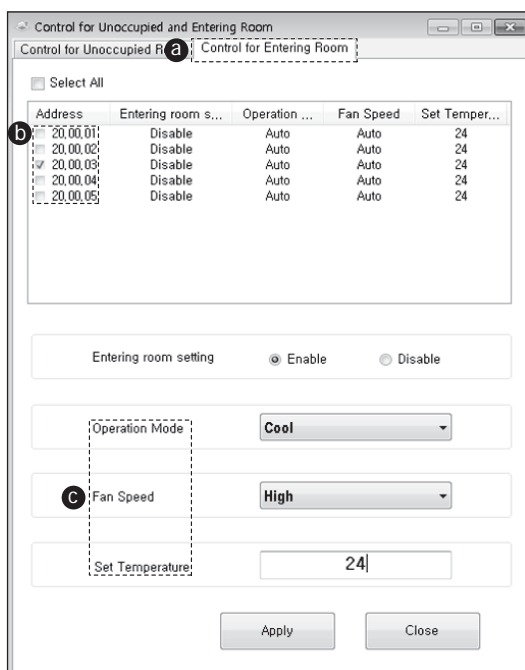 Control for Unoccupied and Entering Room
Control for Unoccupied R a Control for Entering Room
Select All
Address Entering room s... Operation ... Fan Speed Set Temper...
b 20,00,01 Disable Auto Auto 24
20,00,02 Disable Auto Auto 24
20,00,03 Disable Auto Auto 24
20,00,04 Disable Auto Auto 24
20,00,05 Disable Auto Auto 24
Entering room setting Enable Disable
Operation Mode Cool
c Fan Speed High
Set Temperature 24
Apply Close